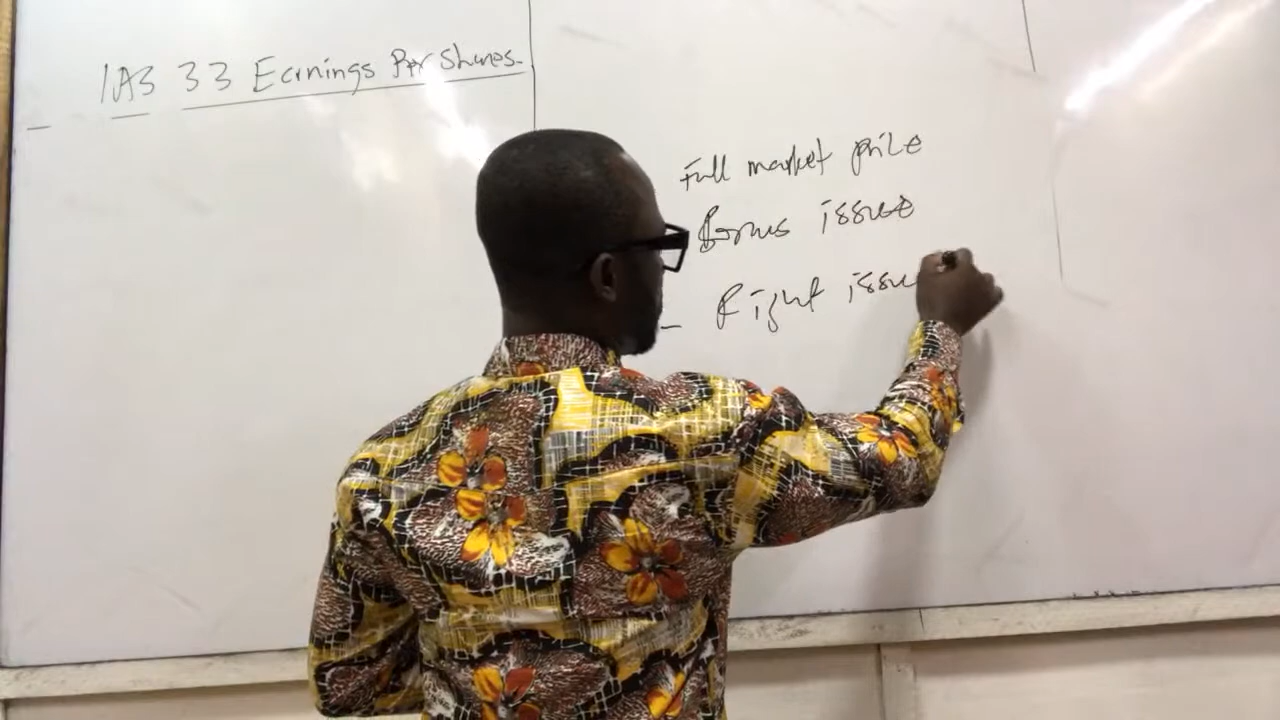 IAS 33 Earnings Per Shares
Full market price
Bonus issue
- Right issu